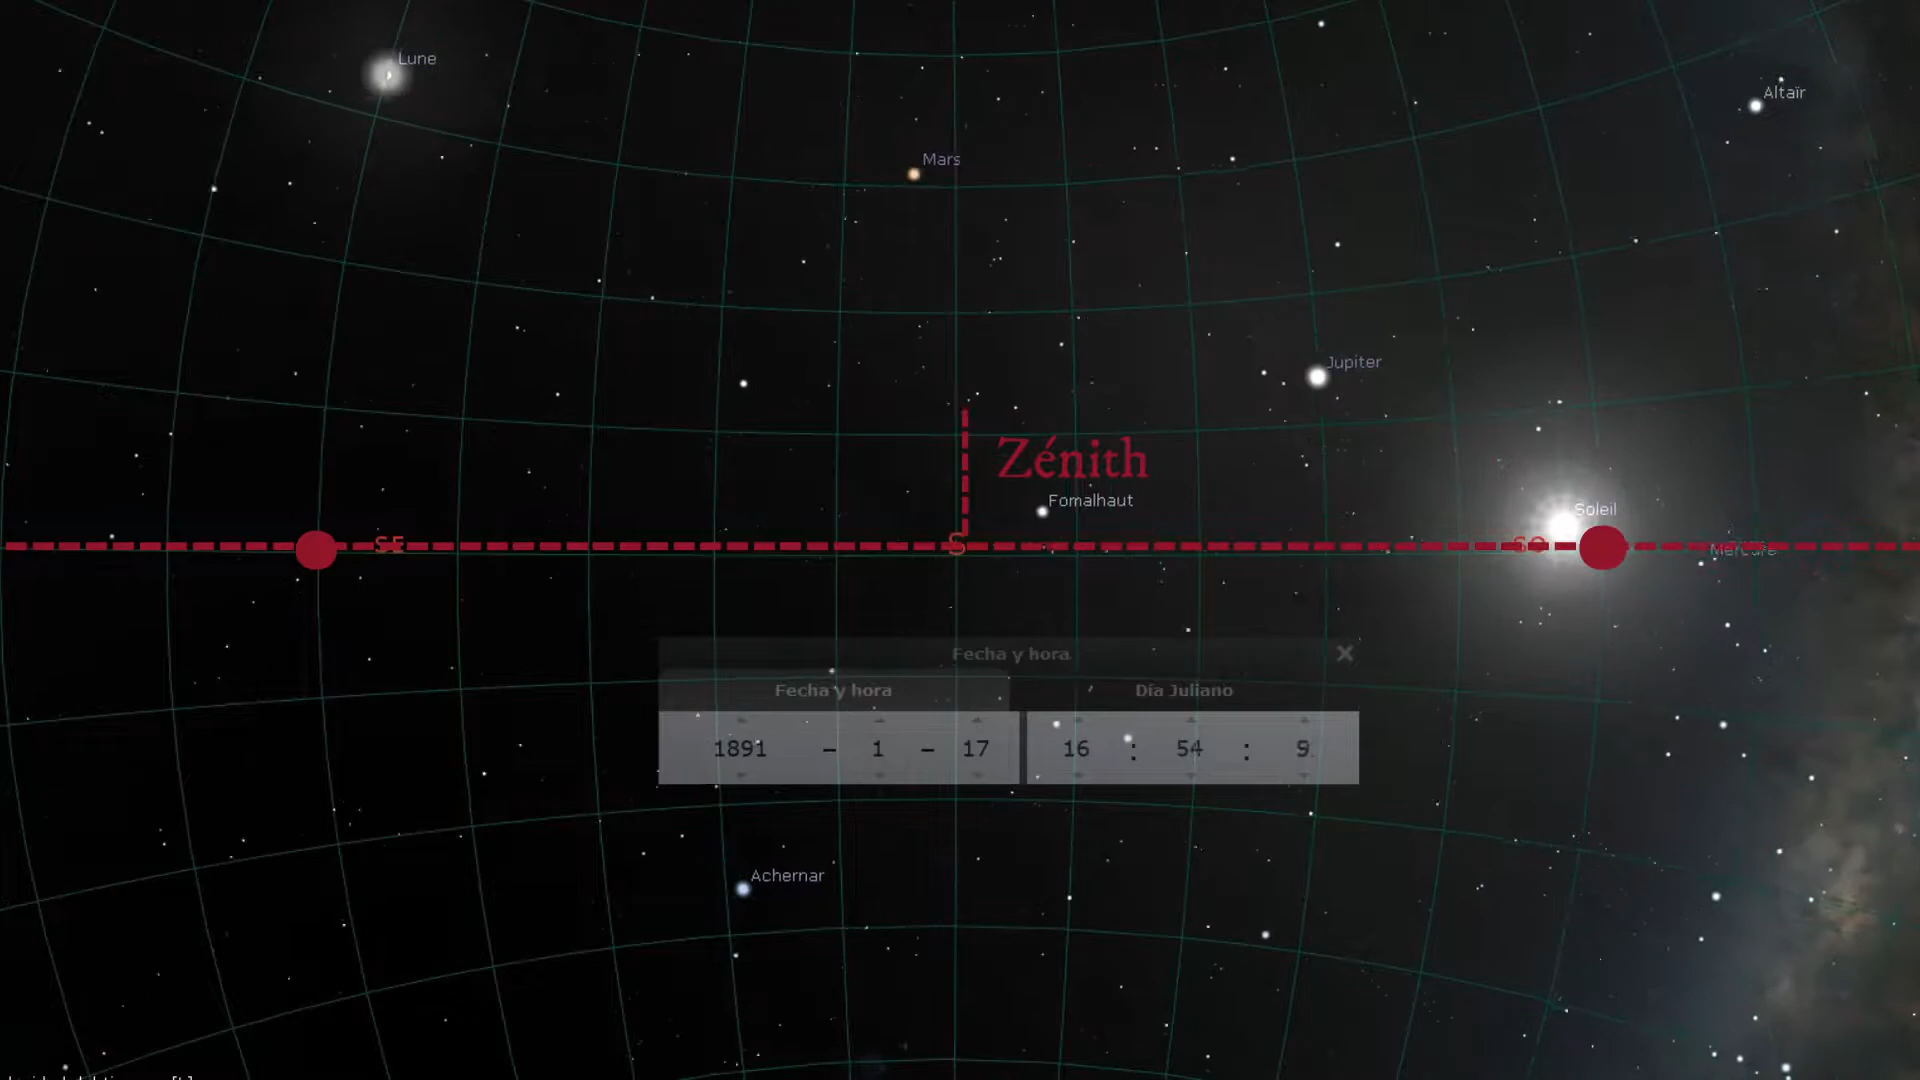 Lune
Altaïr
Mars
Jupiter
Zénith
Fomalhaut
Soleil
SE
S
SO
Mercure
Fecha y hora
Fecha y hora
Día Juliano
1891 - 1 - 17 16 : 54 : 9
Achernar